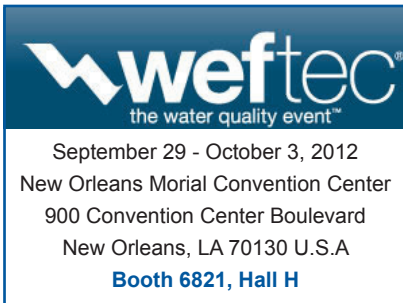 weftec®
the water quality event™
September 29 - October 3, 2012
New Orleans Morial Convention Center
900 Convention Center Boulevard
New Orleans, LA 70130 U.S.A
Booth 6821, Hall H